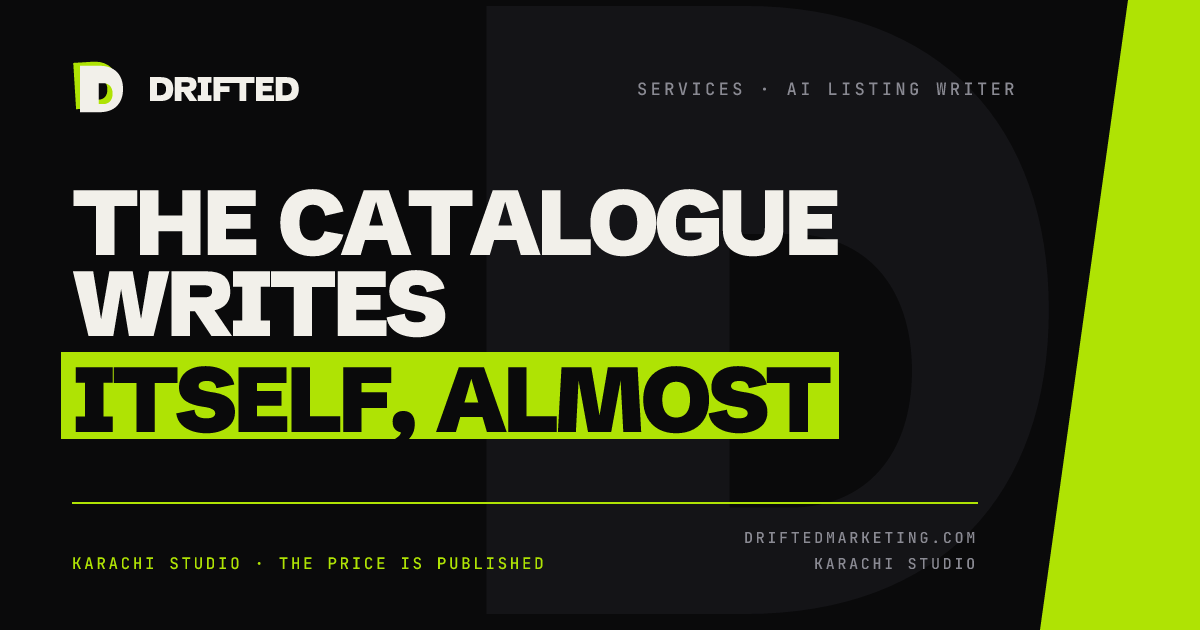 DRIFTED
SERVICES · AI LISTING WRITER
THE CATALOGUE
WRITES
ITSELF, ALMOST
DRIFTEDMARKETING.COM
KARACHI STUDIO · THE PRICE IS PUBLISHED
KARACHI STUDIO